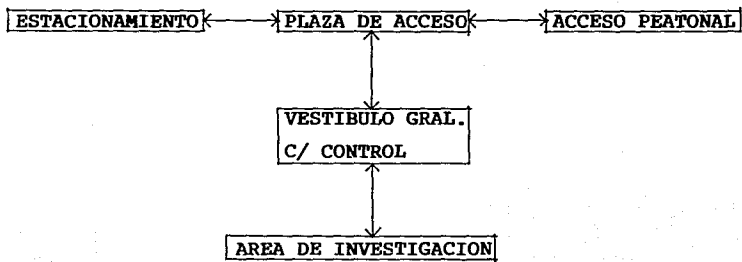 ESTACIONAMIENTO
PLAZA DE ACCESO
ACCESO PEATONAL
VESTIBULO GRAL.
C/ CONTROL
AREA DE INVESTIGACION